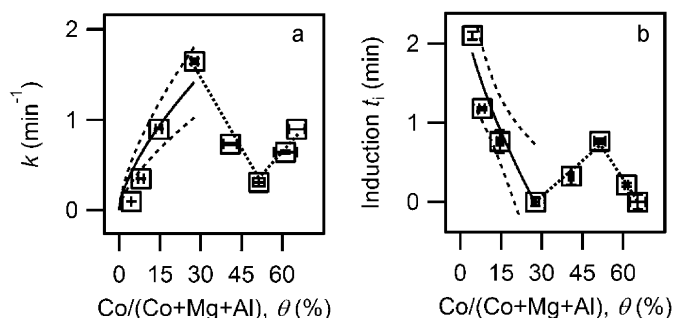 a
2
1
0
k (min⁻¹)
0 15 30 45 60
Co/(Co+Mg+Al), θ (%)
b
2
1
0
Induction tᵢ (min)
0 15 30 45 60
Co/(Co+Mg+Al), θ (%)